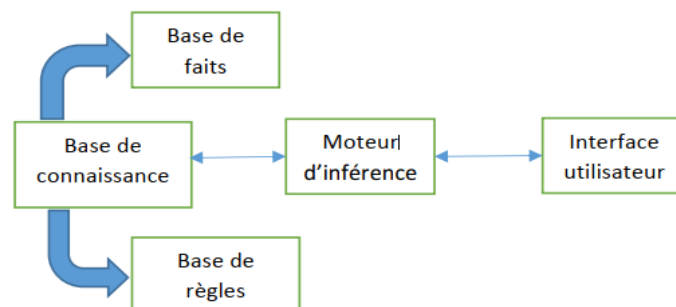 Base de
faits
Base de
connaissance
Moteur
d’inférence
Interface
utilisateur
Base de
règles